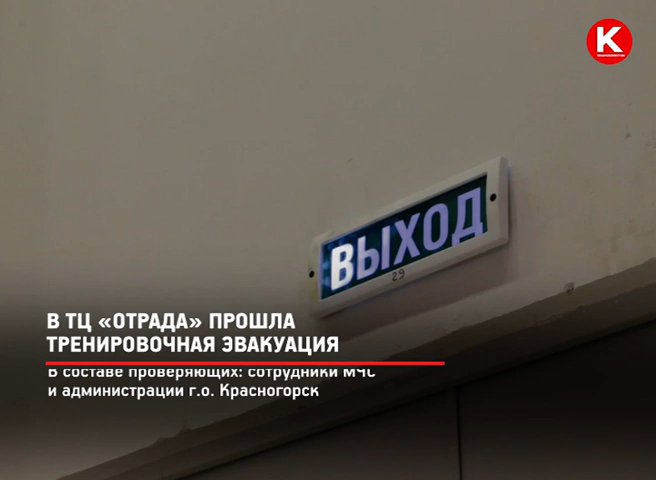 К
ВЫХОД
29
В ТЦ «ОТРАДА» ПРОШЛА
ТРЕНИРОВОЧНАЯ ЭВАКУАЦИЯ
В составе проверяющих: сотрудники МЧС
и администрации г.о. Красногорск